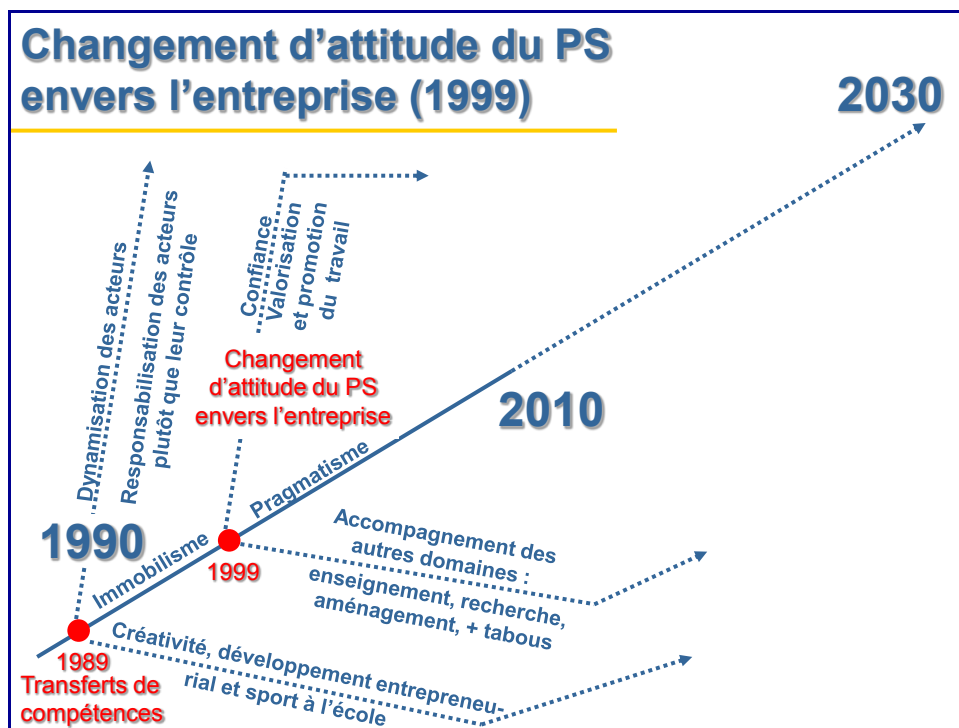 Changement d’attitude du PS
envers l’entreprise (1999)
2030
Dynamisation des acteurs
Responsabilisation des acteurs
plutôt que leur contrôle
Confiance
Valorisation
et promotion
du travail
Changement
d’attitude du PS
envers l’entreprise
2010
1990
Immobilisme
Pragmatisme
1999
Accompagnement des
autres domaines :
enseignement, recherche,
aménagement, + tabous
1989
Transferts de
compétences
Créativité, développement entrepreneu-
rial et sport à l’école